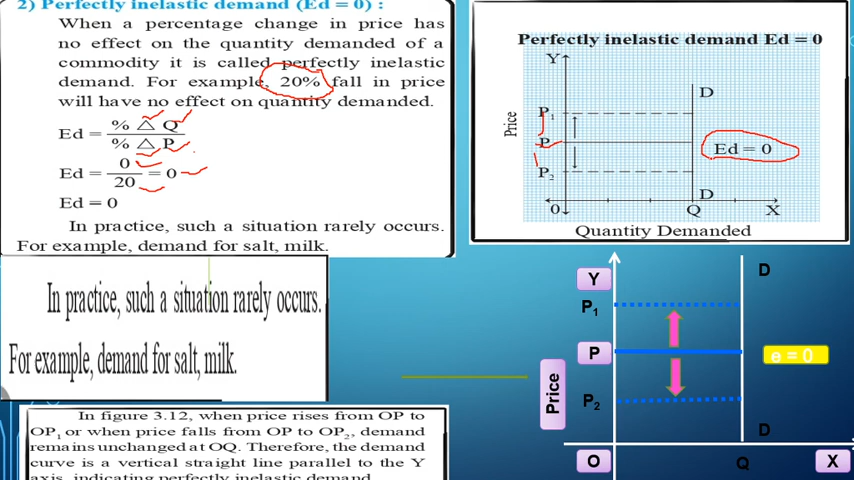 2) Perfectly inelastic demand (Ed = 0) :
When a percentage change in price has
no effect on the quantity demanded of a
commodity it is called perfectly inelastic
demand. For example, 20% fall in price
will have no effect on quantity demanded.
Ed = % △ Q / % △ P
Ed = 0 / 20 = 0
Ed = 0
In practice, such a situation rarely occurs.
For example, demand for salt, milk.
Perfectly inelastic demand Ed = 0
Y
D
P₁
Price
P
Ed = 0
P₂
D
0
Q
X
Quantity Demanded
In practice, such a situation rarely occurs.
For example, demand for salt, milk.
In figure 3.12, when price rises from OP to
OP₁ or when price falls from OP to OP₂, demand
remains unchanged at OQ. Therefore, the demand
curve is a vertical straight line parallel to the Y
axis, indicating perfectly inelastic demand.
Y
D
P₁
P
e = 0
Price
P₂
D
O
Q
X